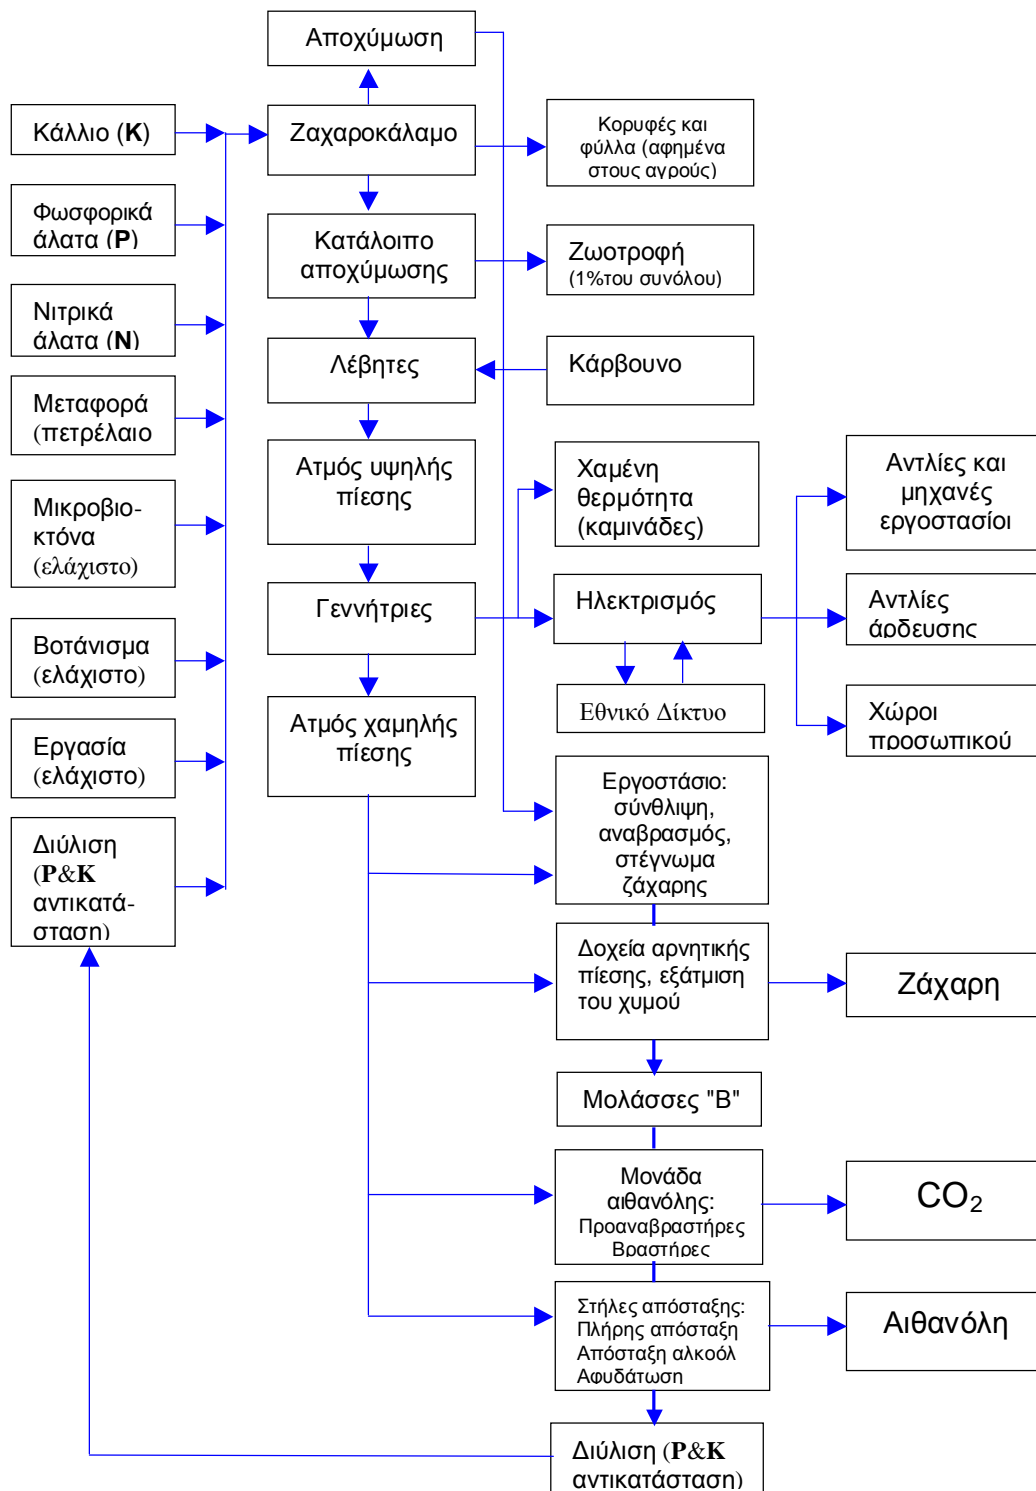 Αποχύμωση
Κάλλιο (K)
Ζαχαροκάλαμο
Κορυφές και
φύλλα (αφημένα
στους αγρούς)
Φωσφορικά
άλατα (P)
Κατάλοιπο
αποχύμωσης
Ζωοτροφή
(1%του συνόλου)
Νιτρικά
άλατα (N)
Λέβητες
Κάρβουνο
Μεταφορά
(πετρέλαιο
Ατμός υψηλής
πίεσης
Χαμένη
θερμότητα
(καμινάδες)
Αντλίες και
μηχανές
εργοστασίοι
Μικροβιο-
κτόνα
(ελάχιστο)
Γεννήτριες
Ηλεκτρισμός
Αντλίες
άρδευσης
Βοτάνισμα
(ελάχιστο)
Εθνικό Δίκτυο
Χώροι
προσωπικού
Εργασία
(ελάχιστο)
Ατμός χαμηλής
πίεσης
Εργοστάσιο:
σύνθλιψη,
αναβρασμός,
στέγνωμα
ζάχαρης
Διύλιση
(P&K
αντικατά-
σταση)
Δοχεία αρνητικής
πίεσης, εξάτμιση
του χυμού
Ζάχαρη
Μολάσσες "B"
Μονάδα
αιθανόλης:
Προαναβραστήρες
Βραστήρες
CO2
Στήλες απόσταξης:
Πλήρης απόσταξη
Απόσταξη αλκοόλ
Αφυδάτωση
Αιθανόλη
Διύλιση (P&K
αντικατάσταση)